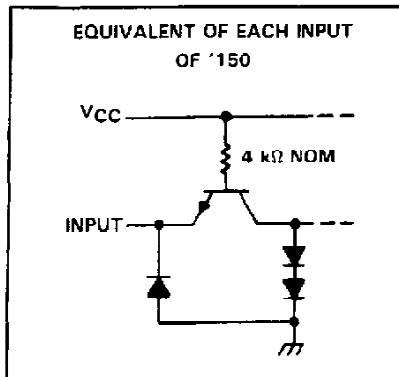 EQUIVALENT OF EACH INPUT
OF '150
VCC
4 kΩ NOM
INPUT